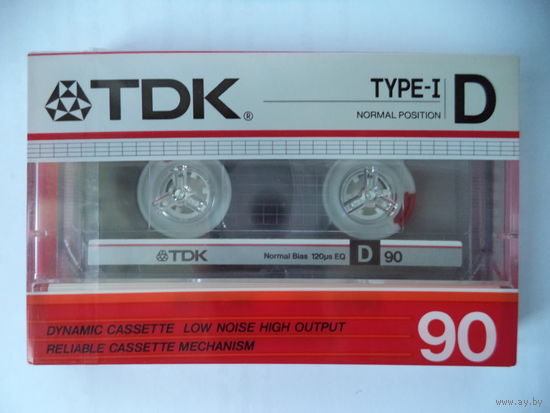 TDK®
TYPE-I D
NORMAL POSITION
TDK Normal Bias 120μs EQ D 90
DYNAMIC CASSETTE LOW NOISE HIGH OUTPUT
RELIABLE CASSETTE MECHANISM
90
www.ay.by